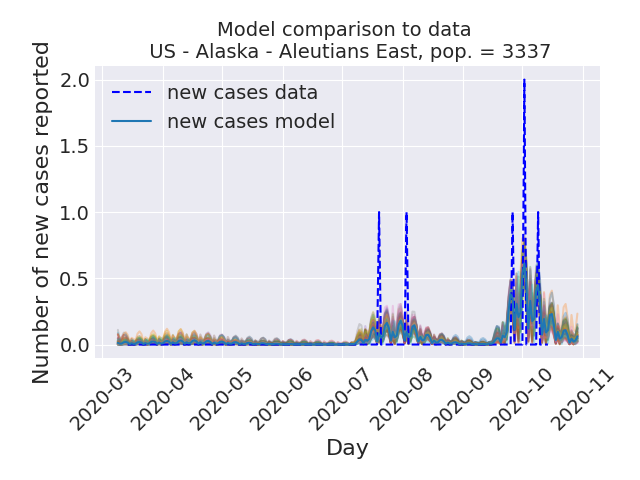 Model comparison to data
US - Alaska - Aleutians East, pop. = 3337
Number of new cases reported
2.0
1.5
1.0
0.5
0.0
new cases data
new cases model
2020-03
2020-04
2020-05
2020-06
2020-07
2020-08
2020-09
2020-10
2020-11
Day